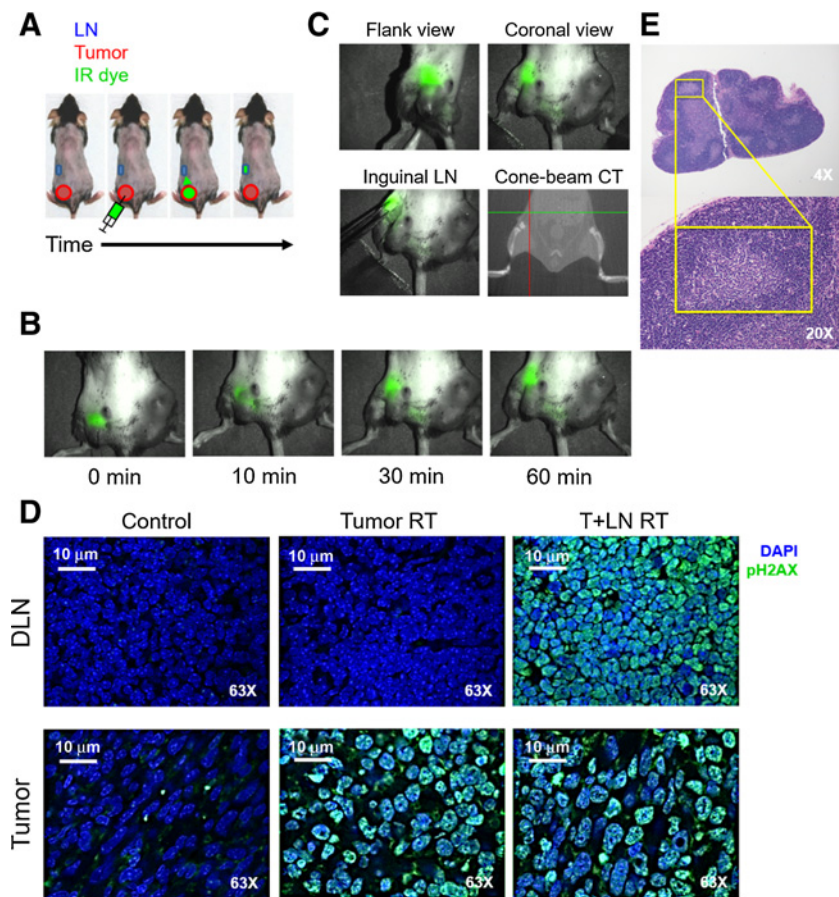 A
LN
Tumor
IR dye
Time
B
0 min
10 min
30 min
60 min
C
Flank view
Coronal view
Inguinal LN
Cone-beam CT
D
Control
Tumor RT
T+LN RT
DAPI
pH2AX
DLN
10 μm
63X
10 μm
63X
10 μm
63X
Tumor
10 μm
63X
10 μm
63X
10 μm
63X
E
4X
20X